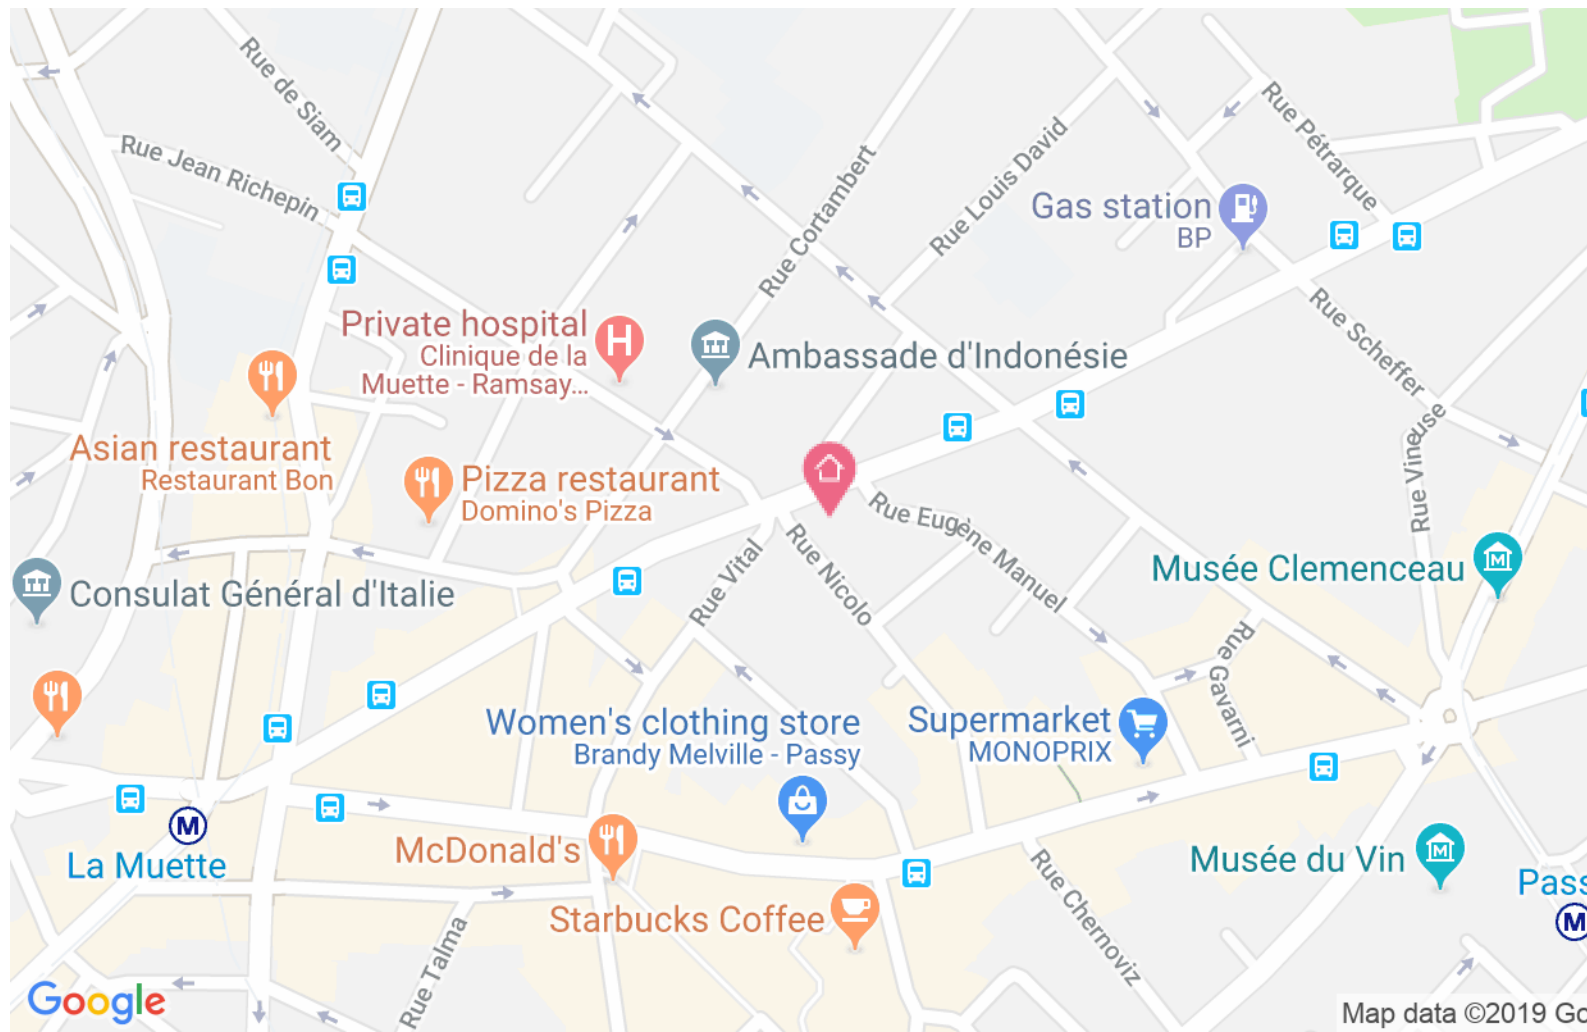 Rue de Siam
Rue Jean Richepin
Rue Cortambert
Rue Louis David
Rue Pétrarque
Gas station
BP
Rue Scheffer
Private hospital
Clinique de la
Muette - Ramsay...
Ambassade d'Indonésie
Asian restaurant
Restaurant Bon
Pizza restaurant
Domino's Pizza
Rue Vineuse
Rue Eugène Manuel
Rue Nicolo
Rue Vital
Musée Clemenceau
Consulat Général d'Italie
Rue Gavarni
Women's clothing store
Brandy Melville - Passy
Supermarket
MONOPRIX
M
La Muette
McDonald's
Musée du Vin
Pass
M
Starbucks Coffee
Rue Chernoviz
Rue Talma
Google
Map data ©2019 Go